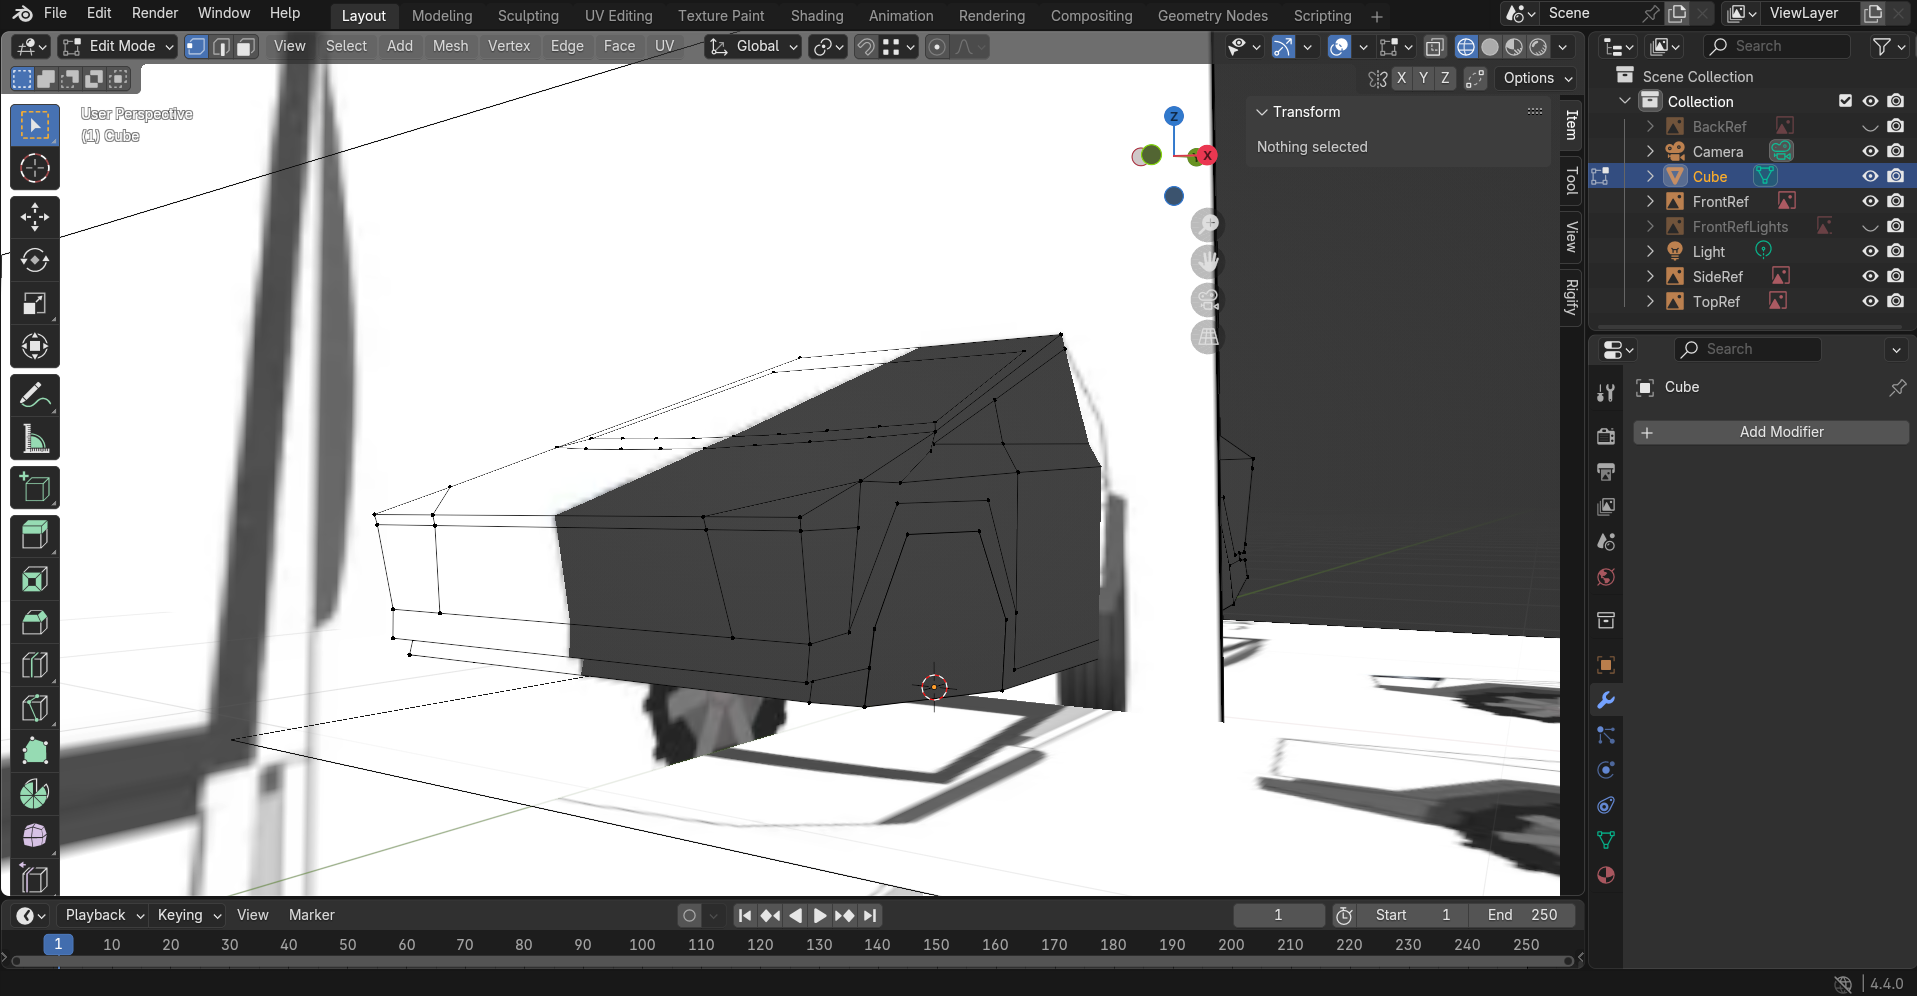 File Edit Render Window Help Layout Modeling Sculpting UV Editing Texture Paint Shading Animation Rendering Compositing Geometry Nodes Scripting + Scene ViewLayer
Edit Mode View Select Add Mesh Vertex Edge Face UV Global Search
X Y Z Options
Scene Collection
User Perspective
(1) Cube
Z
X
Transform
Nothing selected
Item
Tool
View
Rigify
Collection
BackRef
Camera
Cube
FrontRef
FrontRefLights
Light
SideRef
TopRef
Search
Cube
+ Add Modifier
Playback Keying View Marker 1 Start 1 End 250
1 10 20 30 40 50 60 70 80 90 100 110 120 130 140 150 160 170 180 190 200 210 220 230 240 250
4.4.0